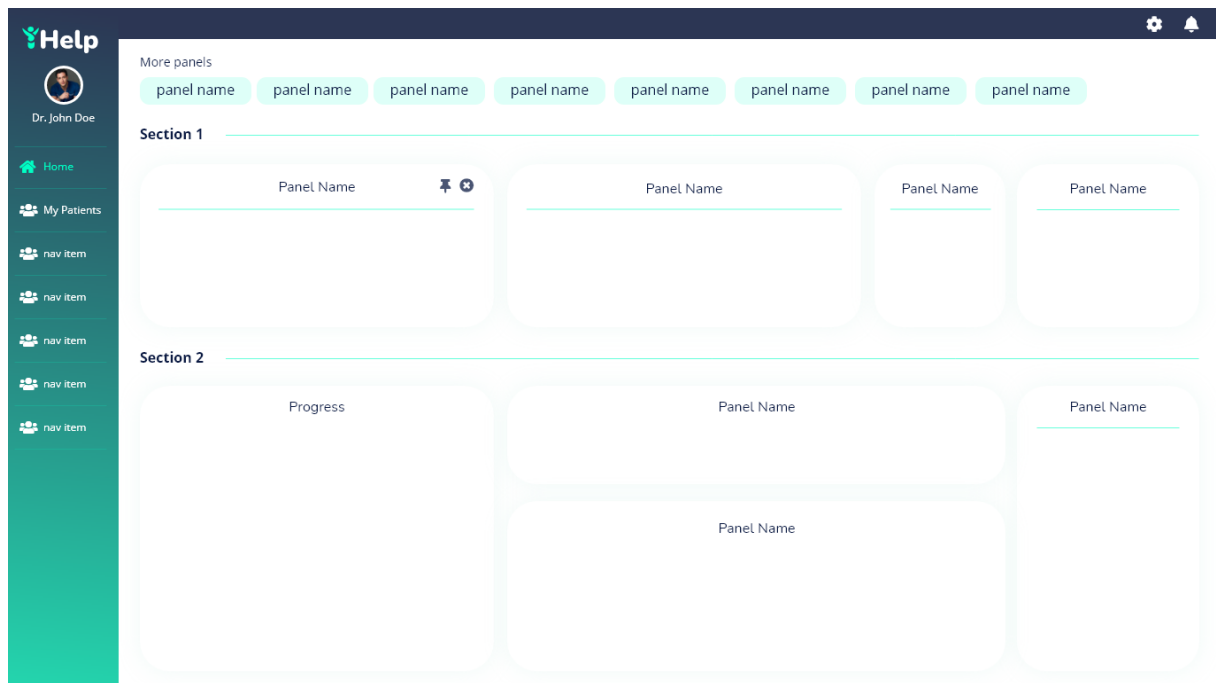 Help
Dr. John Doe
Home
My Patients
nav item
nav item
nav item
nav item
nav item
More panels
panel name panel name panel name panel name panel name panel name panel name panel name
Section 1
Panel Name Panel Name Panel Name Panel Name
Section 2
Progress Panel Name Panel Name
Panel Name